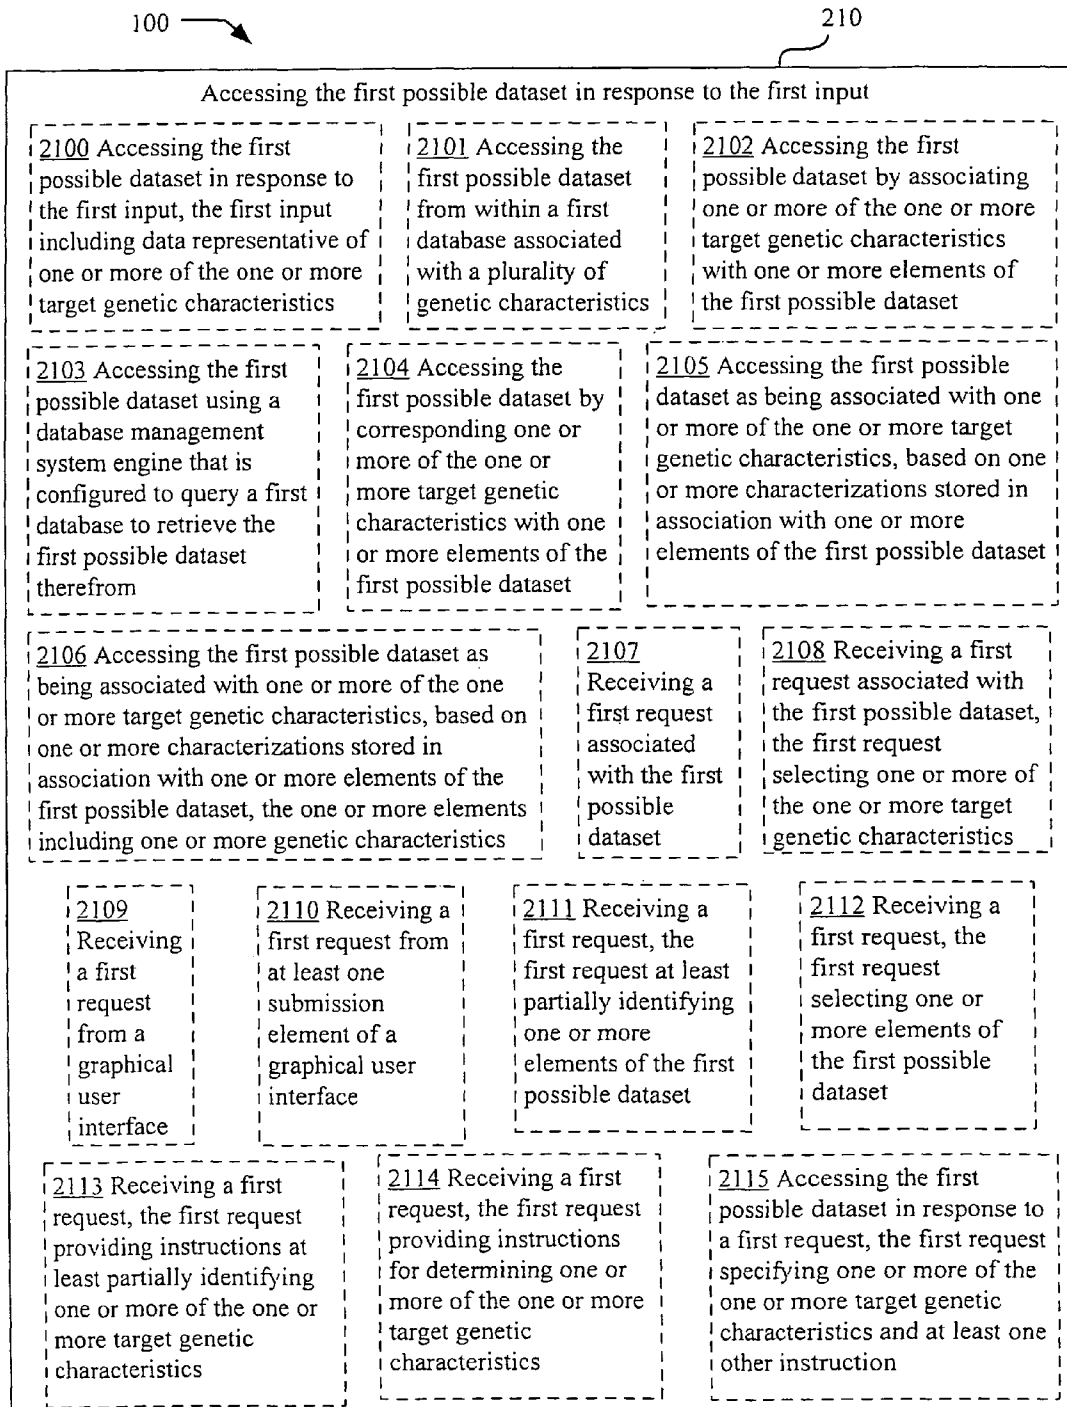 100
210
Accessing the first possible dataset in response to the first input
2100 Accessing the first
possible dataset in response to
the first input, the first input
including data representative of
one or more of the one or more
target genetic characteristics
2101 Accessing the
first possible dataset
from within a first
database associated
with a plurality of
genetic characteristics
2102 Accessing the first
possible dataset by associating
one or more of the one or more
target genetic characteristics
with one or more elements of
the first possible dataset
2103 Accessing the first
possible dataset using a
database management
system engine that is
configured to query a first
database to retrieve the
first possible dataset
therefrom
2104 Accessing the
first possible dataset by
corresponding one or
more of the one or
more target genetic
characteristics with one
or more elements of the
first possible dataset
2105 Accessing the first possible
dataset as being associated with one
or more of the one or more target
genetic characteristics, based on one
or more characterizations stored in
association with one or more
elements of the first possible dataset
2106 Accessing the first possible dataset as
being associated with one or more of the one
or more target genetic characteristics, based on
one or more characterizations stored in
association with one or more elements of the
first possible dataset, the one or more elements
including one or more genetic characteristics
2107
Receiving a
first request
associated
with the first
possible
dataset
2108 Receiving a first
request associated with
the first possible dataset,
the first request
selecting one or more of
the one or more target
genetic characteristics
2109
Receiving
a first
request
from a
graphical
user
interface
2110 Receiving a
first request from
at least one
submission
element of a
graphical user
interface
2111 Receiving a
first request, the
first request at least
partially identifying
one or more
elements of the first
possible dataset
2112 Receiving a
first request, the
first request
selecting one or
more elements of
the first possible
dataset
2113 Receiving a first
request, the first request
providing instructions at
least partially identifying
one or more of the one or
more target genetic
characteristics
2114 Receiving a first
request, the first request
providing instructions
for determining one or
more of the one or more
target genetic
characteristics
2115 Accessing the first
possible dataset in response to
a first request, the first request
specifying one or more of the
one or more target genetic
characteristics and at least one
other instruction